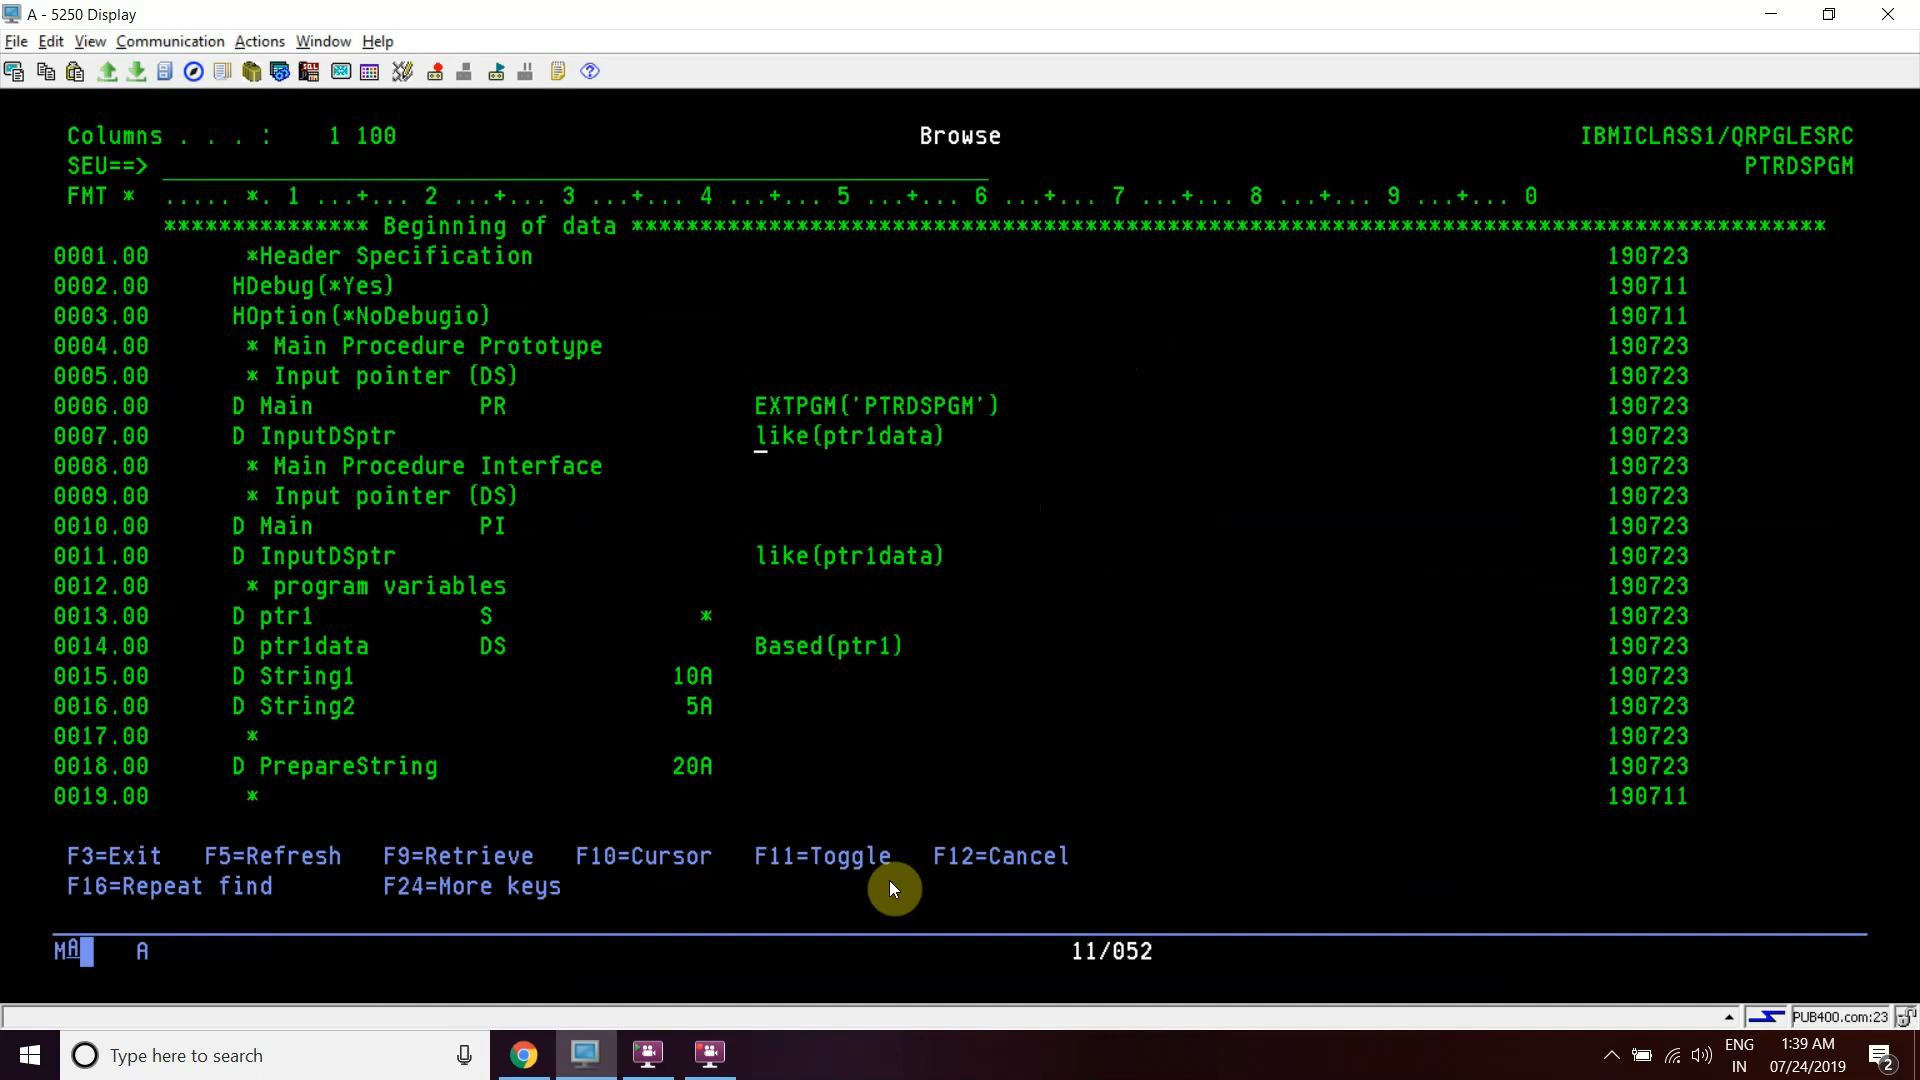 A - 5250 Display
File Edit View Communication Actions Window Help
Columns . . . :    1 100    Browse    IBMICLASS1/QRPGLESRC
SEU==>    PTRDSPGM
FMT *  ..... *. 1 ...+... 2 ...+... 3 ...+... 4 ...+... 5 ...+... 6 ...+... 7 ...+... 8 ...+... 9 ...+... 0
*************** Beginning of data ***************************************************************************************
0001.00       *Header Specification    190723
0002.00      HDebug(*Yes)    190711
0003.00      HOption(*NoDebugio)    190711
0004.00       * Main Procedure Prototype    190723
0005.00       * Input pointer (DS)    190723
0006.00      D Main            PR                  EXTPGM('PTRDSPGM')    190723
0007.00      D InputDSptr                          like(ptr1data)    190723
0008.00       * Main Procedure Interface    190723
0009.00       * Input pointer (DS)    190723
0010.00      D Main            PI    190723
0011.00      D InputDSptr                          like(ptr1data)    190723
0012.00       * program variables    190723
0013.00      D ptr1            S               *    190723
0014.00      D ptr1data        DS                  Based(ptr1)    190723
0015.00      D String1                       10A    190723
0016.00      D String2                        5A    190723
0017.00       *    190723
0018.00      D PrepareString                 20A    190723
0019.00       *    190711
F3=Exit   F5=Refresh   F9=Retrieve   F10=Cursor   F11=Toggle   F12=Cancel
F16=Repeat find        F24=More keys
MA    A    11/052
PUB400.com:23
Type here to search
ENG
IN
1:39 AM
07/24/2019
2